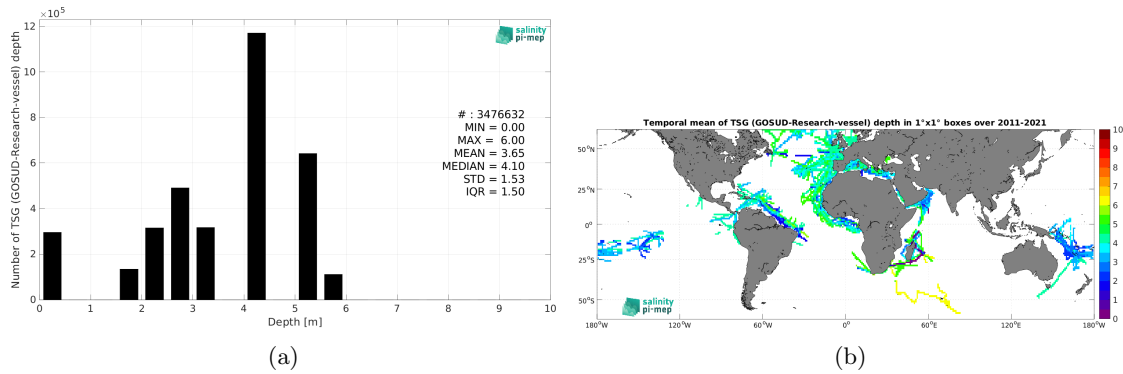 ×10⁵
12
10
8
6
4
2
0
Number of TSG (GOSUD-Research-vessel) depth
salinity
pi-mep
# : 3476632
MIN = 0.00
MAX = 6.00
MEAN = 3.65
MEDIAN = 4.10
STD = 1.53
IQR = 1.50
0 1 2 3 4 5 6 7 8 9 10
Depth [m]
(a)
Temporal mean of TSG (GOSUD-Research-vessel) depth in 1°x1° boxes over 2011-2021
50°N
25°N
0°
25°S
50°S
salinity
pi-mep
180°W 120°W 60°W 0° 60°E 120°E 180°W
10
9
8
7
6
5
4
3
2
1
0
(b)